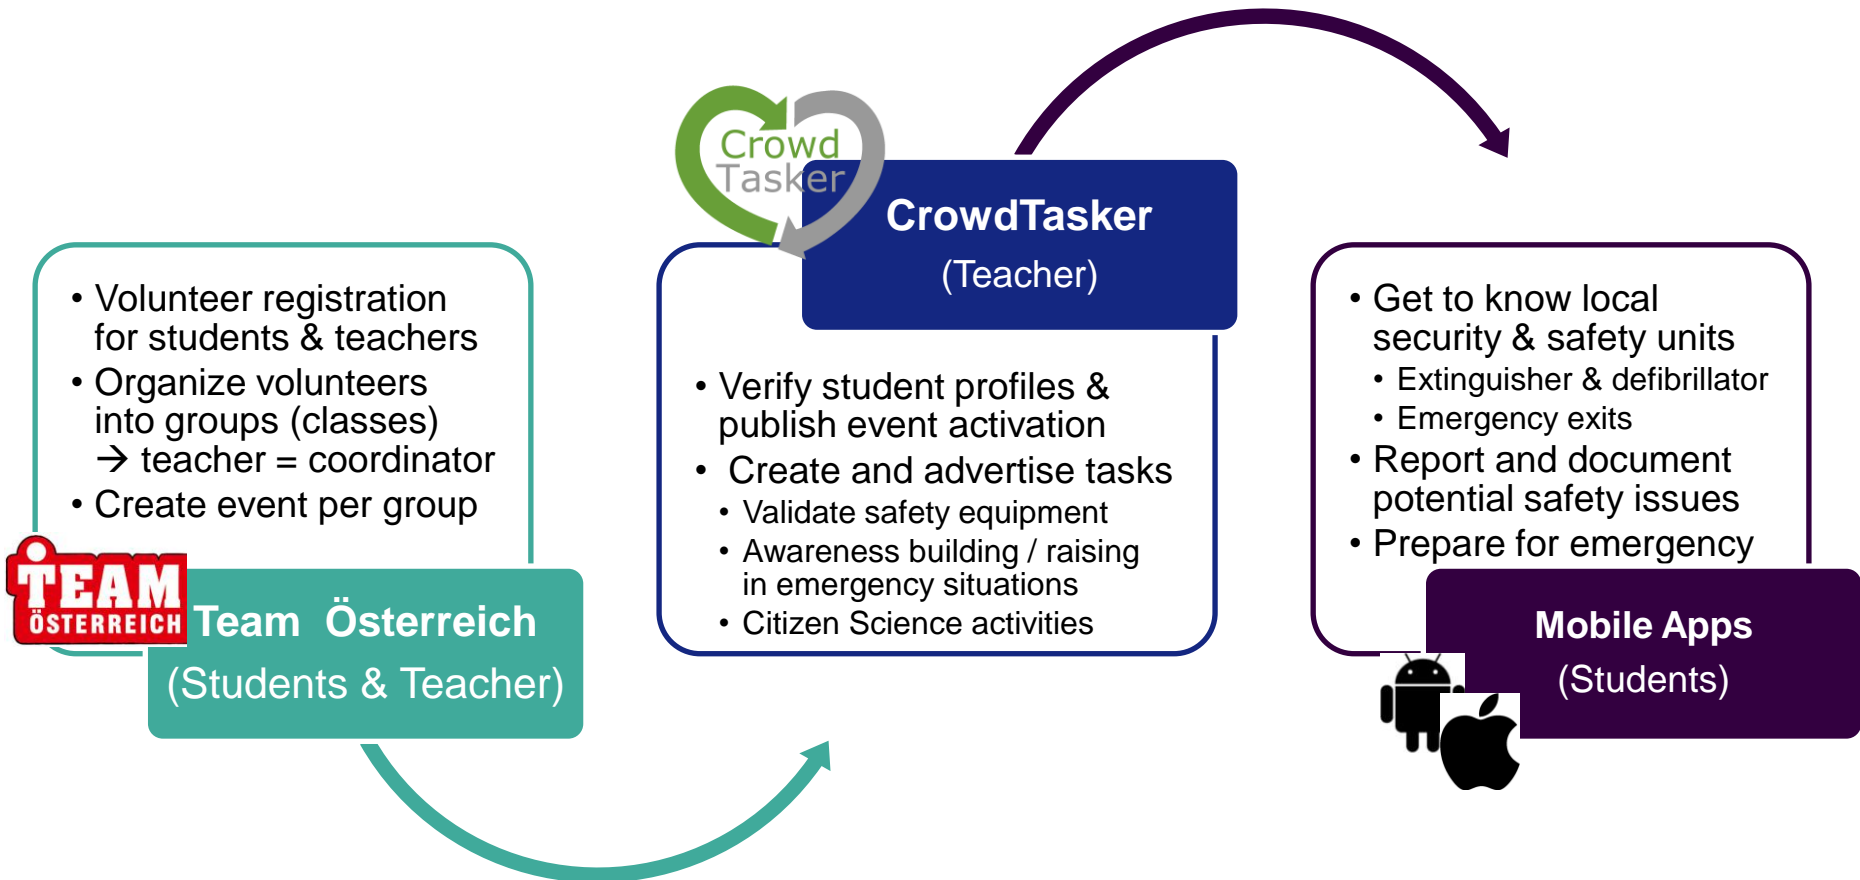 • Volunteer registration
for students & teachers
• Organize volunteers
into groups (classes)
→ teacher = coordinator
• Create event per group
TEAM
ÖSTERREICH
Team Österreich
(Students & Teacher)
Crowd
Tasker
CrowdTasker
(Teacher)
• Verify student profiles &
publish event activation
• Create and advertise tasks
• Validate safety equipment
• Awareness building / raising
in emergency situations
• Citizen Science activities
• Get to know local
security & safety units
• Extinguisher & defibrillator
• Emergency exits
• Report and document
potential safety issues
• Prepare for emergency
Mobile Apps
(Students)